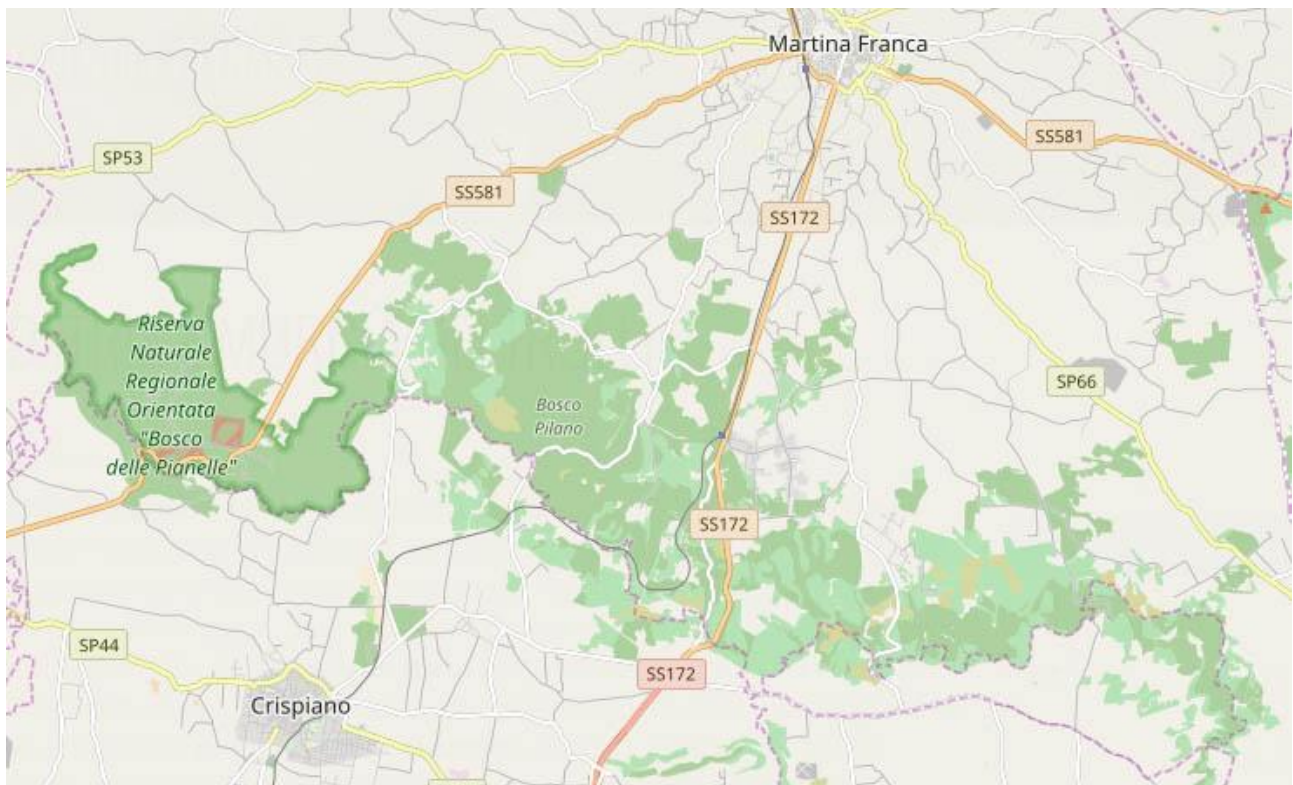 Martina Franca
SS581
SP53
SS581
SS172
Riserva
Naturale
Regionale
Orientata
"Bosco
delle Pianelle"
SP66
Bosco
Pilano
SS172
SP44
SS172
Crispiano